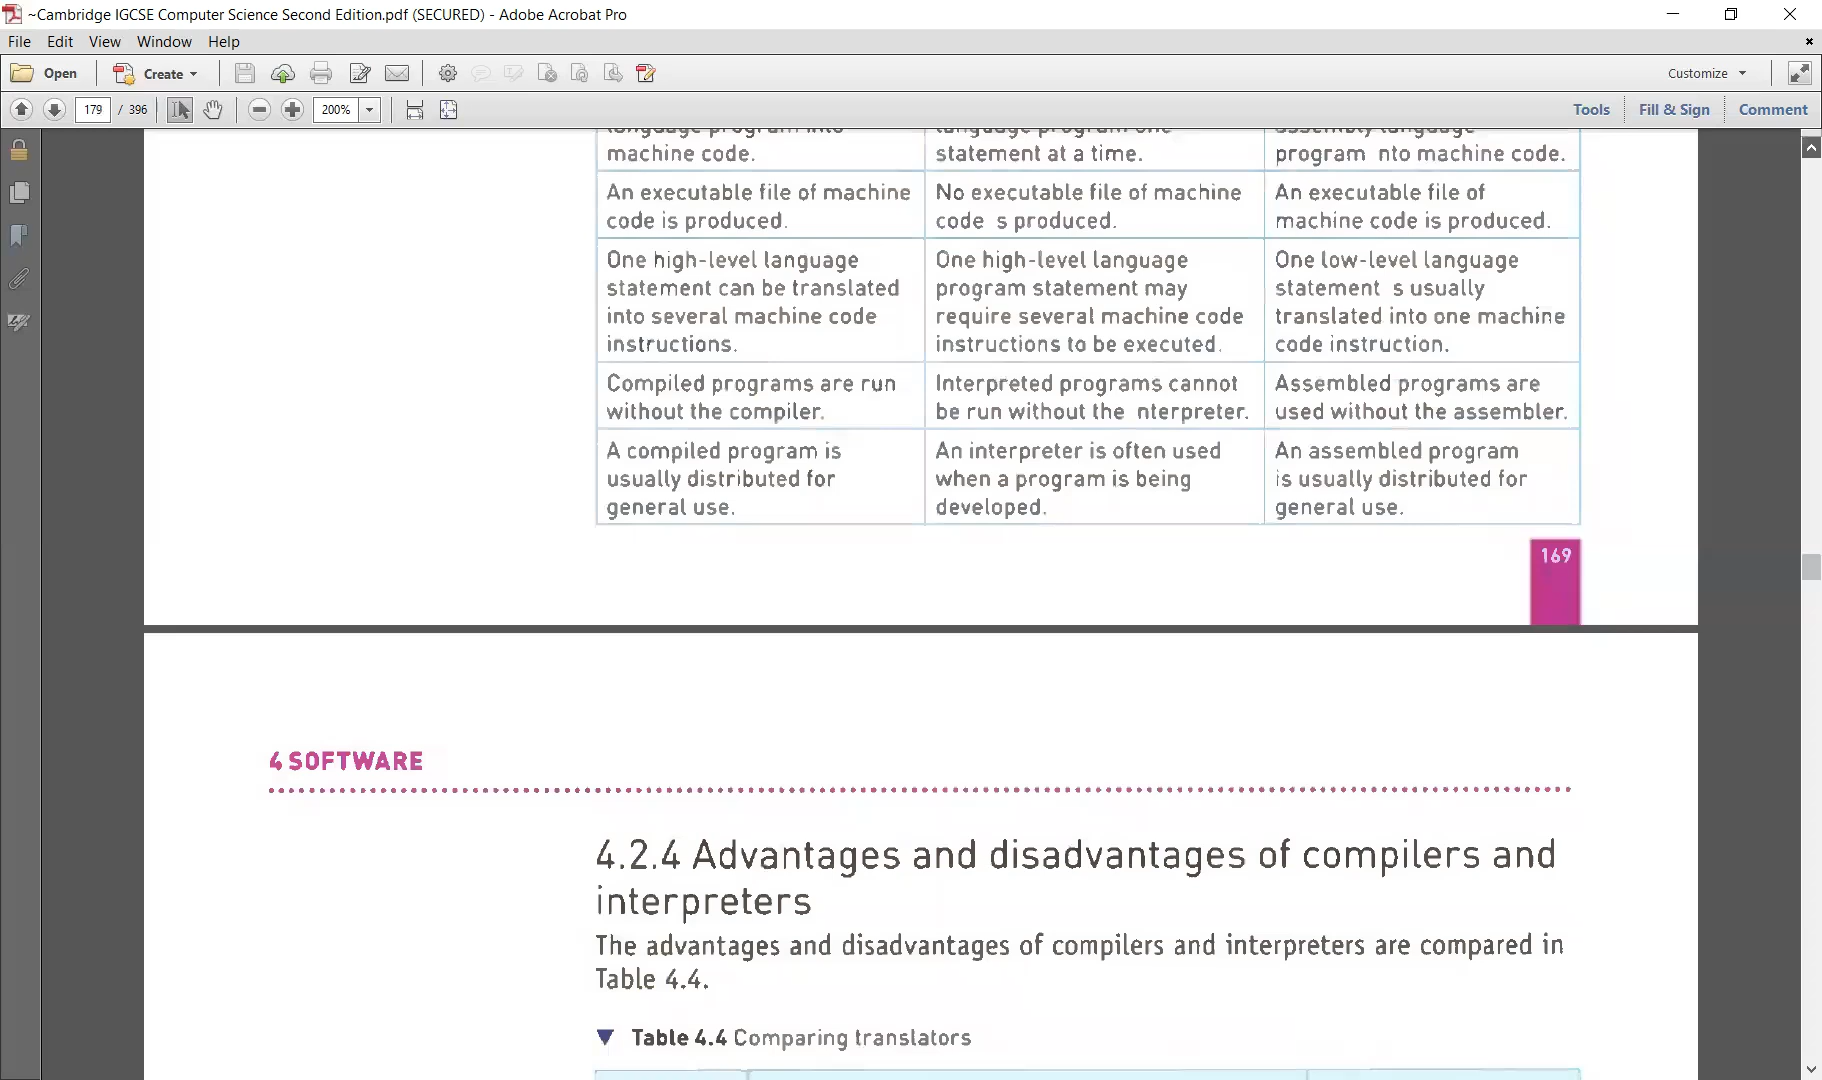 ~Cambridge IGCSE Computer Science Second Edition.pdf (SECURED) - Adobe Acrobat Pro
File Edit View Window Help
Open Create Customize
179 / 396 200% Tools Fill & Sign Comment
language program into
machine code.
language program one
statement at a time.
assembly language
program nto machine code.
An executable file of machine
code is produced.
No executable file of machine
code s produced.
An executable file of
machine code is produced.
One high-level language
statement can be translated
into several machine code
instructions.
One high-level language
program statement may
require several machine code
instructions to be executed.
One low-level language
statement s usually
translated into one machine
code instruction.
Compiled programs are run
without the compiler.
Interpreted programs cannot
be run without the nterpreter.
Assembled programs are
used without the assembler.
A compiled program is
usually distributed for
general use.
An interpreter is often used
when a program is being
developed.
An assembled program
is usually distributed for
general use.
169
4 SOFTWARE
4.2.4 Advantages and disadvantages of compilers and
interpreters
The advantages and disadvantages of compilers and interpreters are compared in
Table 4.4.
▼ Table 4.4 Comparing translators